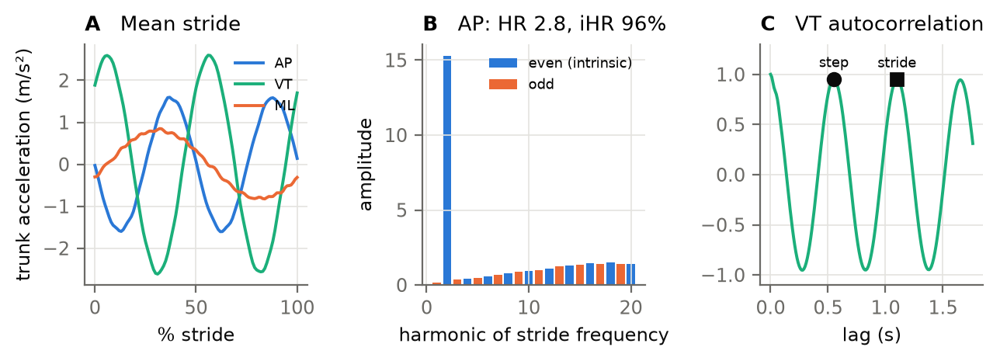 A Mean stride
trunk acceleration (m/s²)
2
1
0
−1
−2
0
50
100
% stride
AP
VT
ML
B AP: HR 2.8, iHR 96%
amplitude
15
10
5
0
0
10
20
harmonic of stride frequency
even (intrinsic)
odd
C VT autocorrelation
step
stride
1.0
0.5
0.0
−0.5
−1.0
0.0
0.5
1.0
1.5
lag (s)